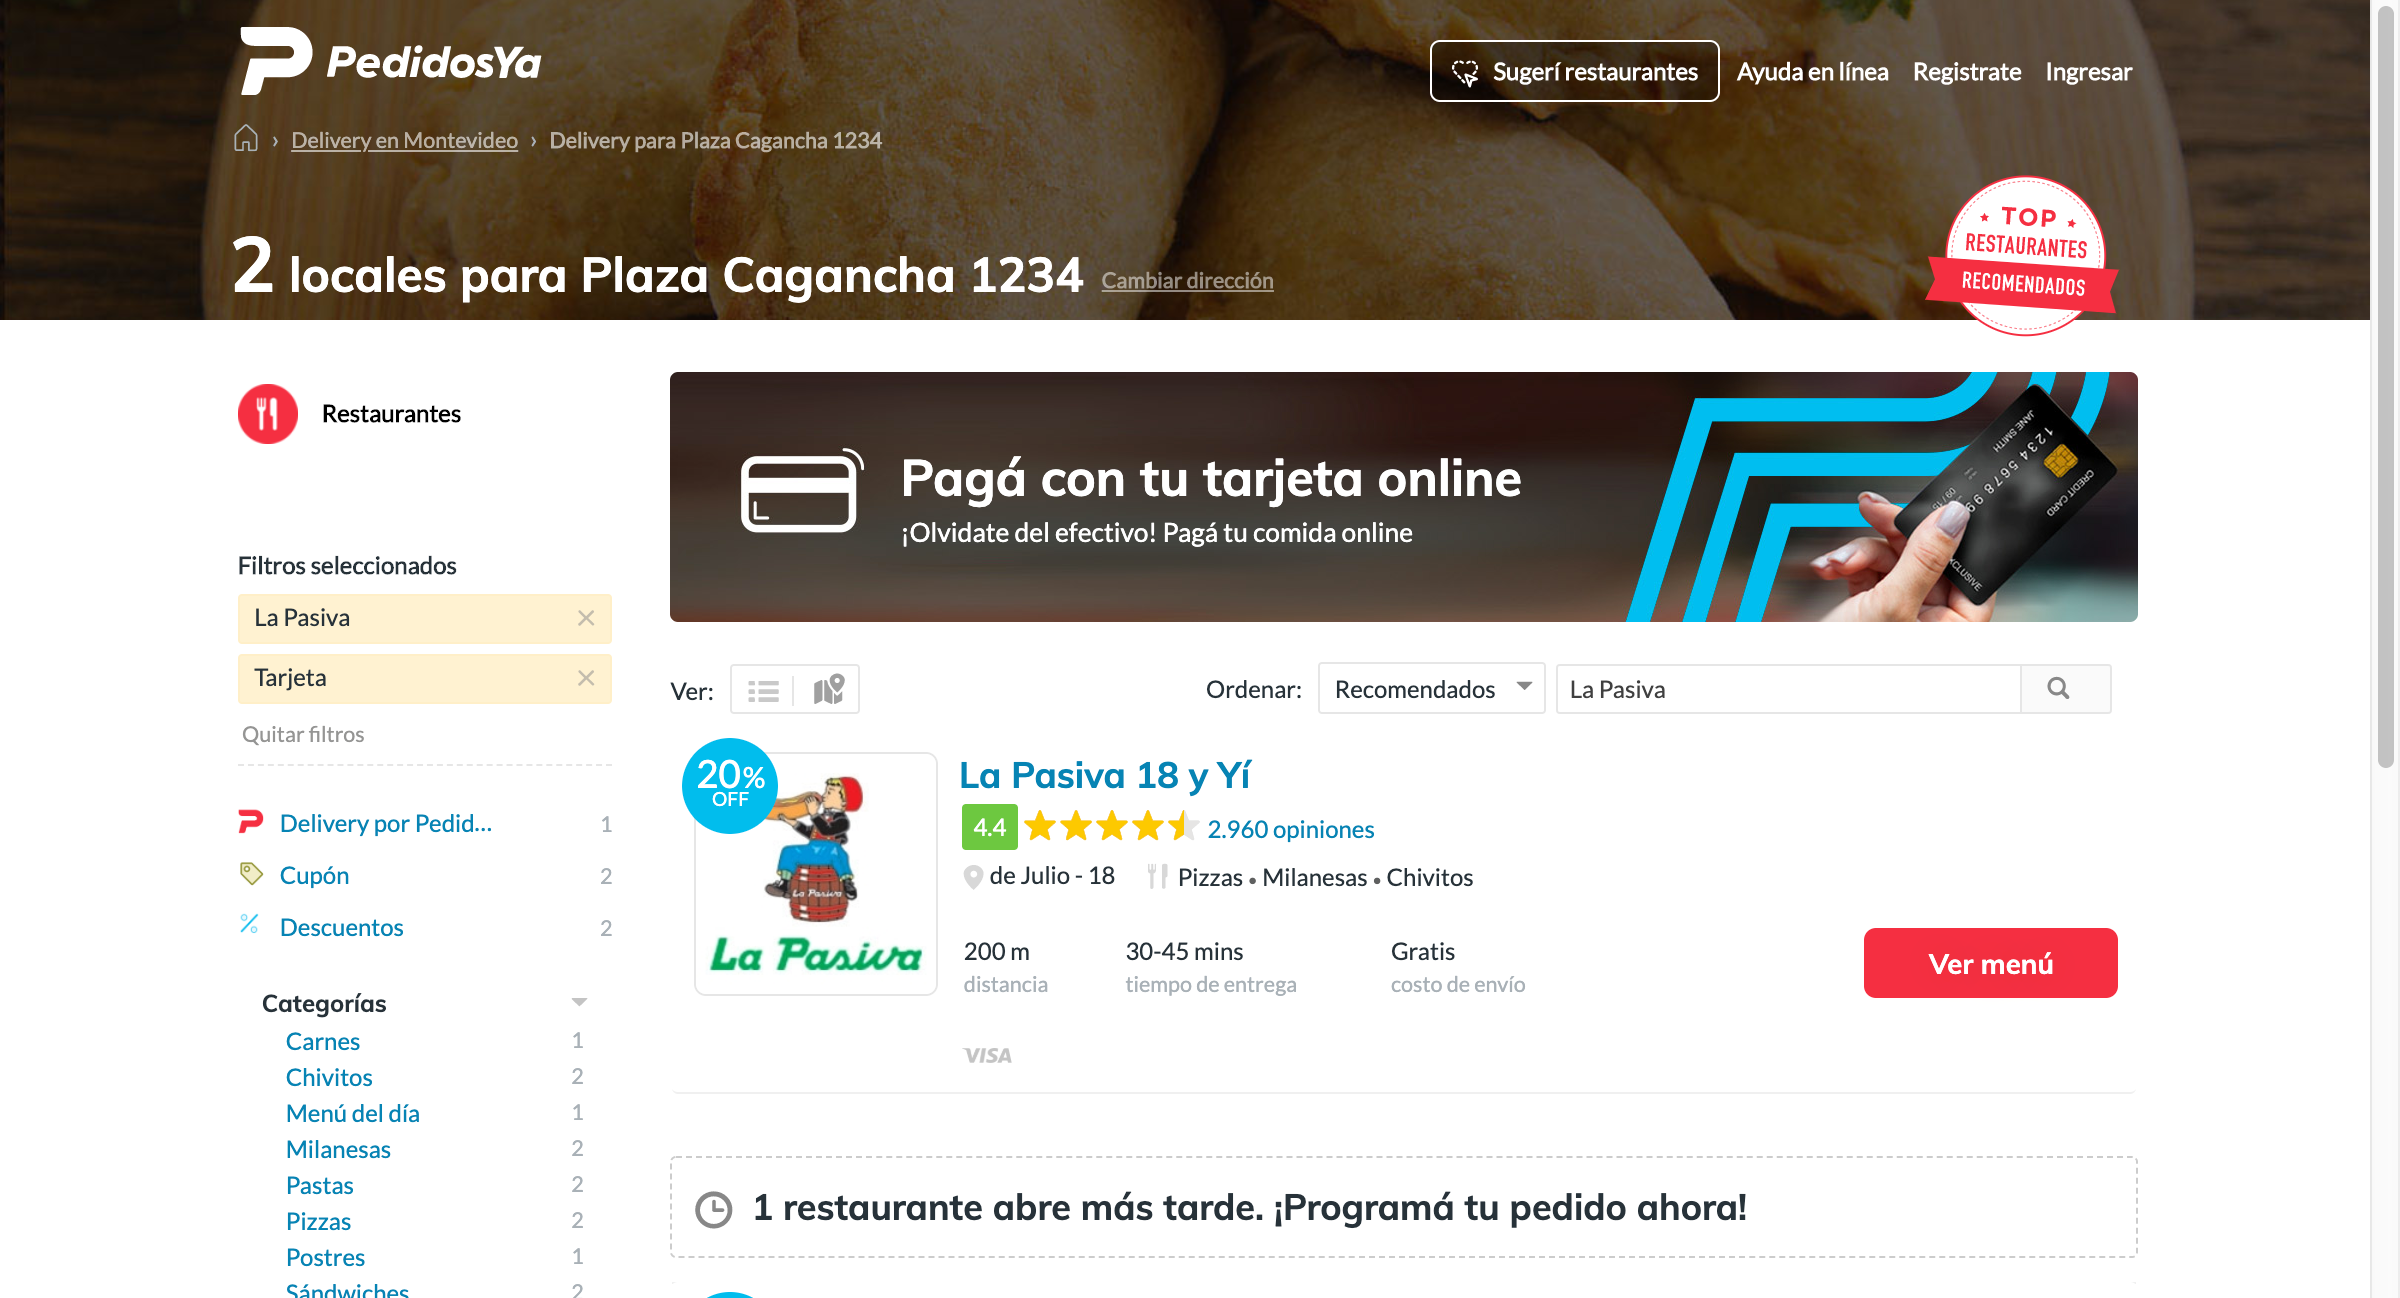 PedidosYa
Sugerí restaurantes
Ayuda en línea
Registrate
Ingresar
› Delivery en Montevideo › Delivery para Plaza Cagancha 1234
2 locales para Plaza Cagancha 1234 Cambiar dirección
TOP
RESTAURANTES
RECOMENDADOS
Restaurantes
Pagá con tu tarjeta online
¡Olvidate del efectivo! Pagá tu comida online
JANE SMITH
CREDIT CARD
Filtros seleccionados
La Pasiva
Tarjeta
Quitar filtros
Delivery por Pedid... 1
Cupón 2
Descuentos 2
Categorías
Carnes 1
Chivitos 2
Menú del día 1
Milanesas 2
Pastas 2
Pizzas 2
Postres 1
Sándwiches 2
Ver:
Ordenar: Recomendados
La Pasiva
20%
OFF
La Pasiva
La Pasiva
La Pasiva 18 y Yí
4.4 2.960 opiniones
de Julio - 18 Pizzas • Milanesas • Chivitos
200 m
distancia
30-45 mins
tiempo de entrega
Gratis
costo de envío
Ver menú
VISA
1 restaurante abre más tarde. ¡Programá tu pedido ahora!